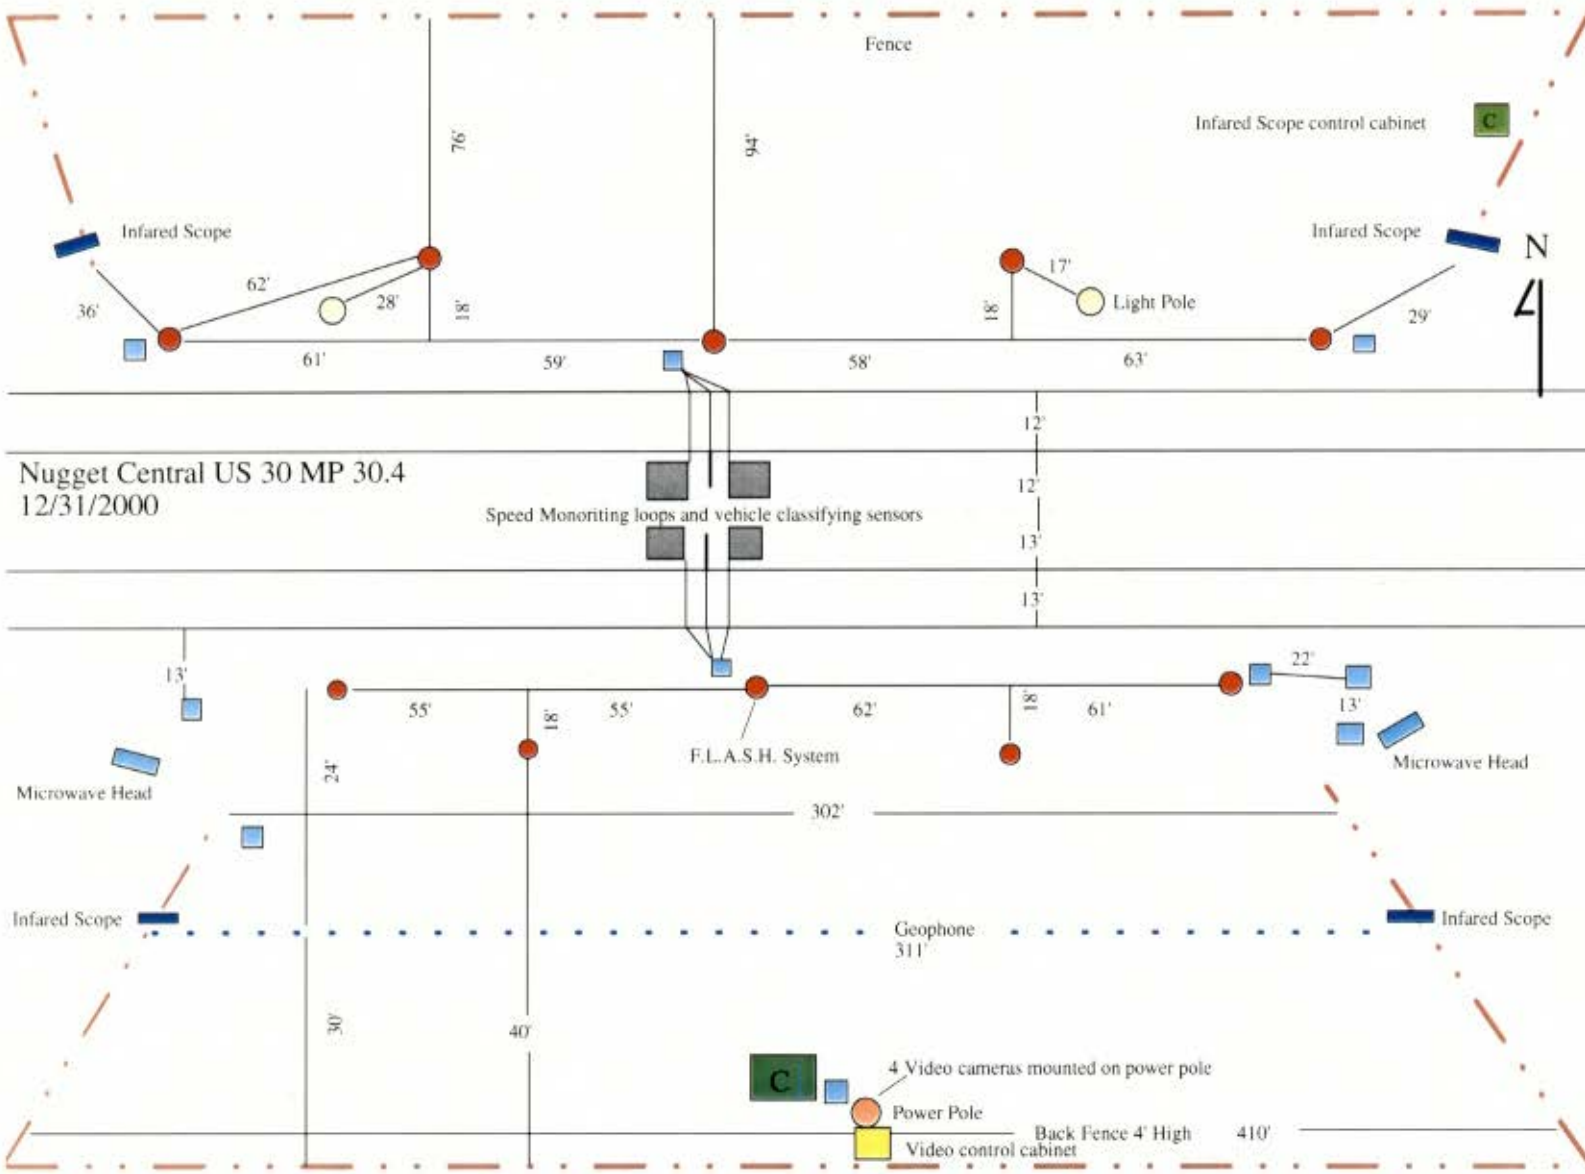 Fence
76'
94'
Infared Scope control cabinet
C
Infared Scope
Infared Scope
N
62'
28'
17'
Light Pole
36'
18'
18'
29'
61'
59'
58'
63'
12'
Nugget Central US 30 MP 30.4
12/31/2000
12'
Speed Monoriting loops and vehicle classifying sensors
13'
13'
13'
22'
55'
18'
55'
62'
18'
61'
13'
F.L.A.S.H. System
24'
Microwave Head
Microwave Head
302'
Infared Scope
Infared Scope
Geophone
311'
30'
40'
C
4 Video cameras mounted on power pole
Power Pole
Back Fence 4' High
410'
Video control cabinet